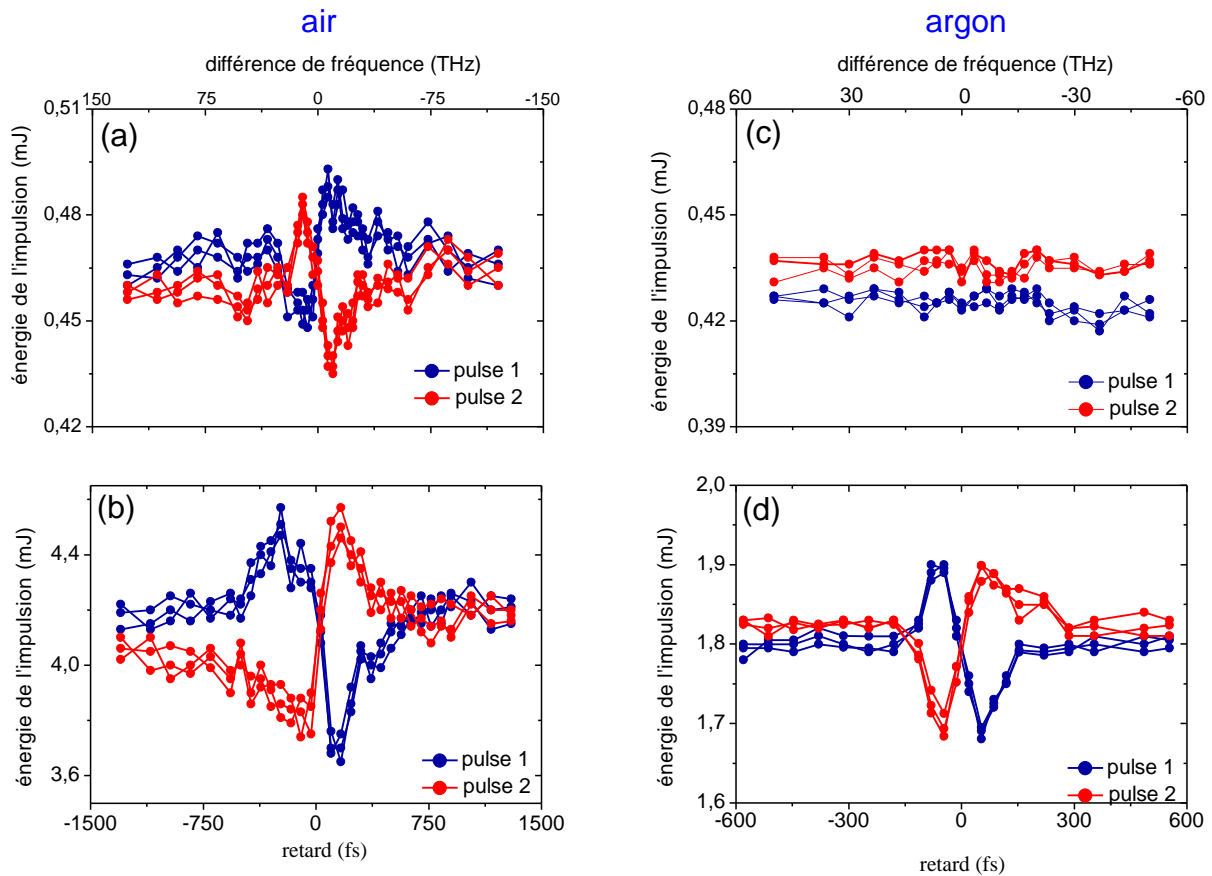 air
argon
différence de fréquence (THz)
150 75 0 -75 -150
énergie de l'impulsion (mJ)
0,51
0,48
0,45
0,42
(a)
pulse 1
pulse 2
différence de fréquence (THz)
60 30 0 -30 -60
énergie de l'impulsion (mJ)
0,48
0,45
0,42
0,39
(c)
pulse 1
pulse 2
énergie de l'impulsion (mJ)
4,4
4,0
3,6
(b)
pulse 1
pulse 2
-1500 -750 0 750 1500
retard (fs)
énergie de l'impulsion (mJ)
2,0
1,9
1,8
1,7
1,6
(d)
pulse 1
pulse 2
-600 -300 0 300 600
retard (fs)